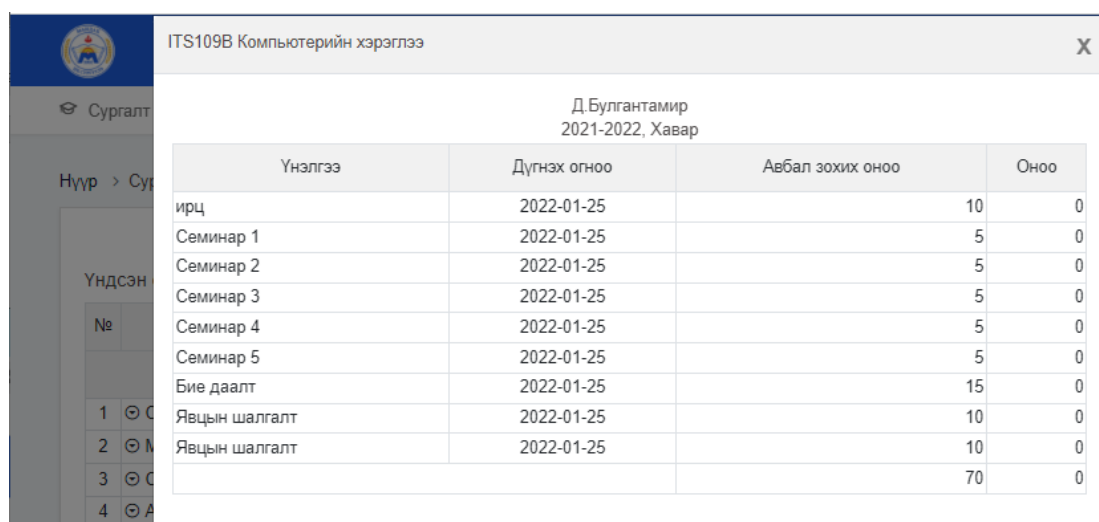 ITS109B Компьютерийн хэрэглээ
X
Сургалт
Д.Булгантамир
2021-2022, Хавар
Нүүр >
Үндсэн
№
1
2
3
4
Үнэлгээ Дүгнэх огноо Авбал зохих оноо Оноо
ирц 2022-01-25 10 0
Семинар 1 2022-01-25 5 0
Семинар 2 2022-01-25 5 0
Семинар 3 2022-01-25 5 0
Семинар 4 2022-01-25 5 0
Семинар 5 2022-01-25 5 0
Бие даалт 2022-01-25 15 0
Явцын шалгалт 2022-01-25 10 0
Явцын шалгалт 2022-01-25 10 0
70 0